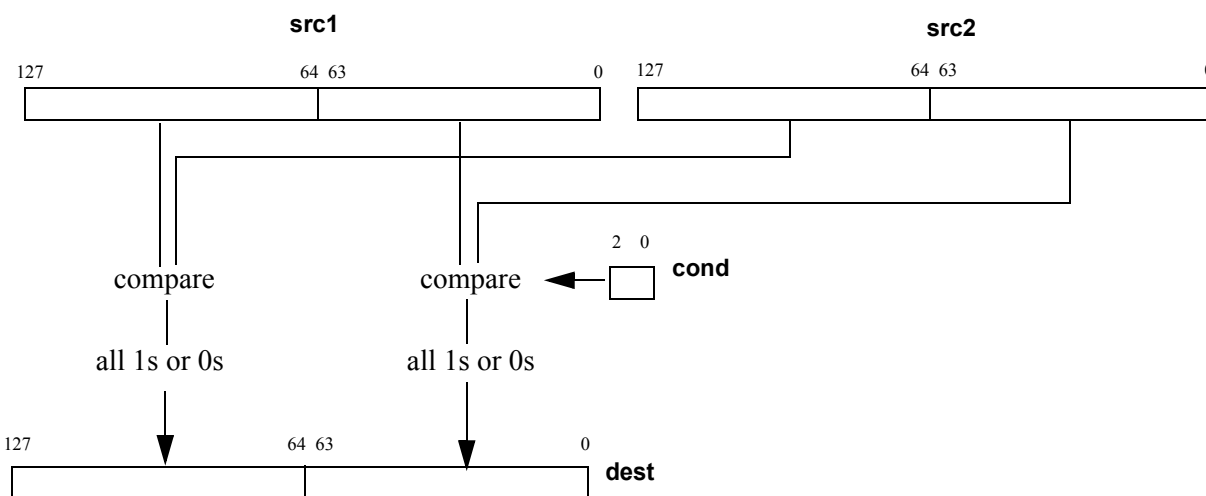 src1
src2
127 64 63 0
127 64 63
2 0
cond
compare
compare
all 1s or 0s
all 1s or 0s
127 64 63 0
dest